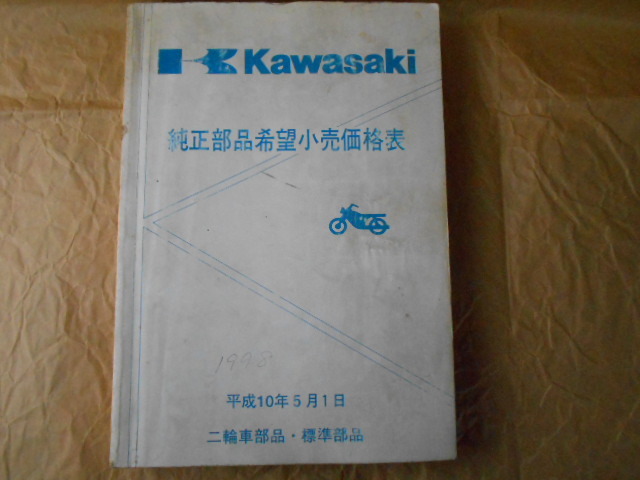 Kawasaki
純正部品希望小売価格表
1998
平成10年5月1日
二輪車部品・標準部品